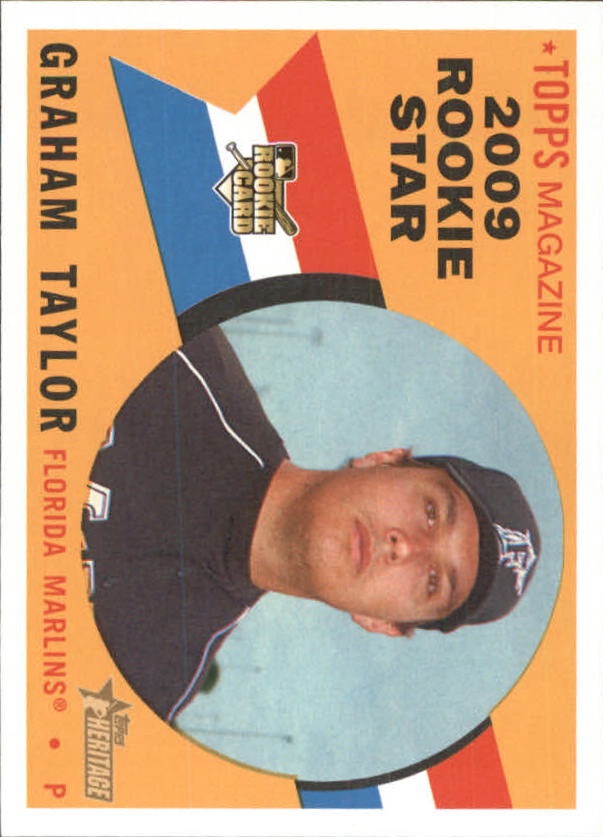 ★TOPPS MAGAZINE
2009
ROOKIE
STAR
ROOKIE
CARD
F
GRAHAM TAYLOR FLORIDA MARLINS® • P
TOPPS
HERITAGE